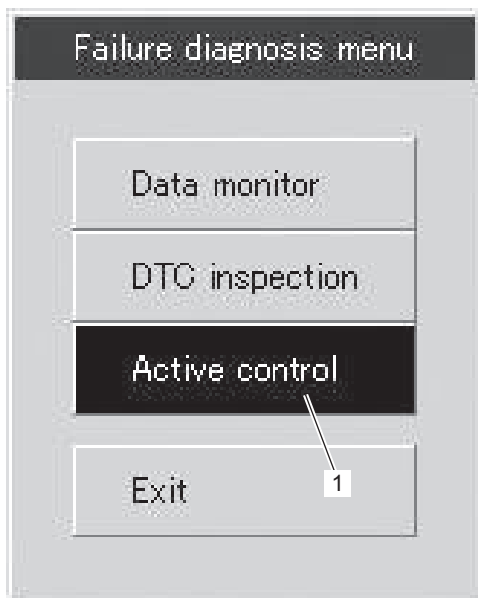 Failure diagnosis menu
Data monitor
DTC inspection
Active control
1
Exit